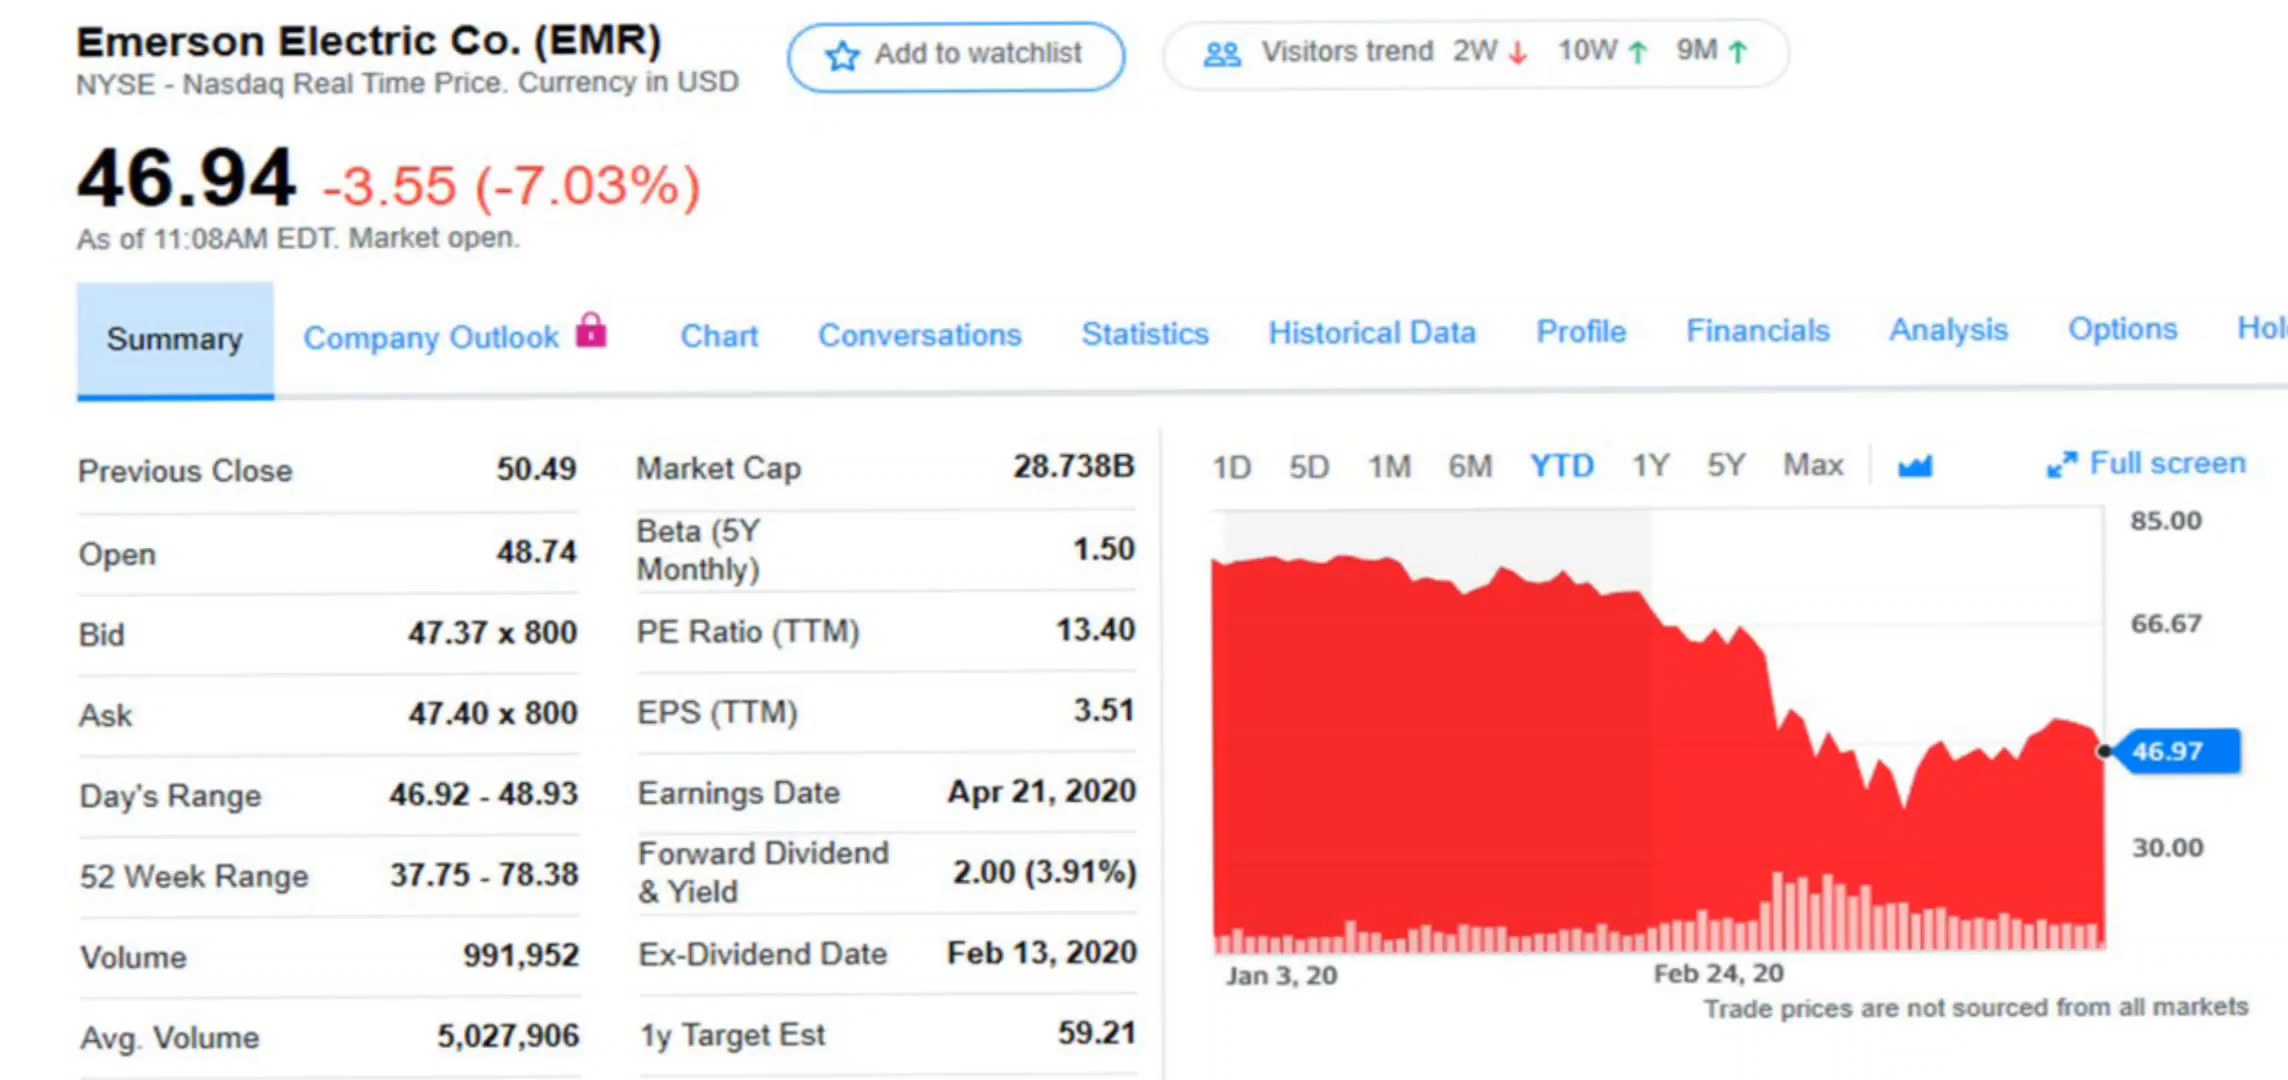 Emerson Electric Co. (EMR)
NYSE - Nasdaq Real Time Price. Currency in USD
Add to watchlist
Visitors trend 2W ↓ 10W ↑ 9M ↑
46.94 -3.55 (-7.03%)
As of 11:08AM EDT. Market open.
Summary Company Outlook Chart Conversations Statistics Historical Data Profile Financials Analysis Options Hol
Previous Close 50.49
Open 48.74
Bid 47.37 x 800
Ask 47.40 x 800
Day's Range 46.92 - 48.93
52 Week Range 37.75 - 78.38
Volume 991,952
Avg. Volume 5,027,906
Market Cap 28.738B
Beta (5Y
Monthly) 1.50
PE Ratio (TTM) 13.40
EPS (TTM) 3.51
Earnings Date Apr 21, 2020
Forward Dividend
& Yield 2.00 (3.91%)
Ex-Dividend Date Feb 13, 2020
1y Target Est 59.21
1D 5D 1M 6M YTD 1Y 5Y Max Full screen
85.00
66.67
46.97
30.00
Jan 3, 20 Feb 24, 20
Trade prices are not sourced from all markets